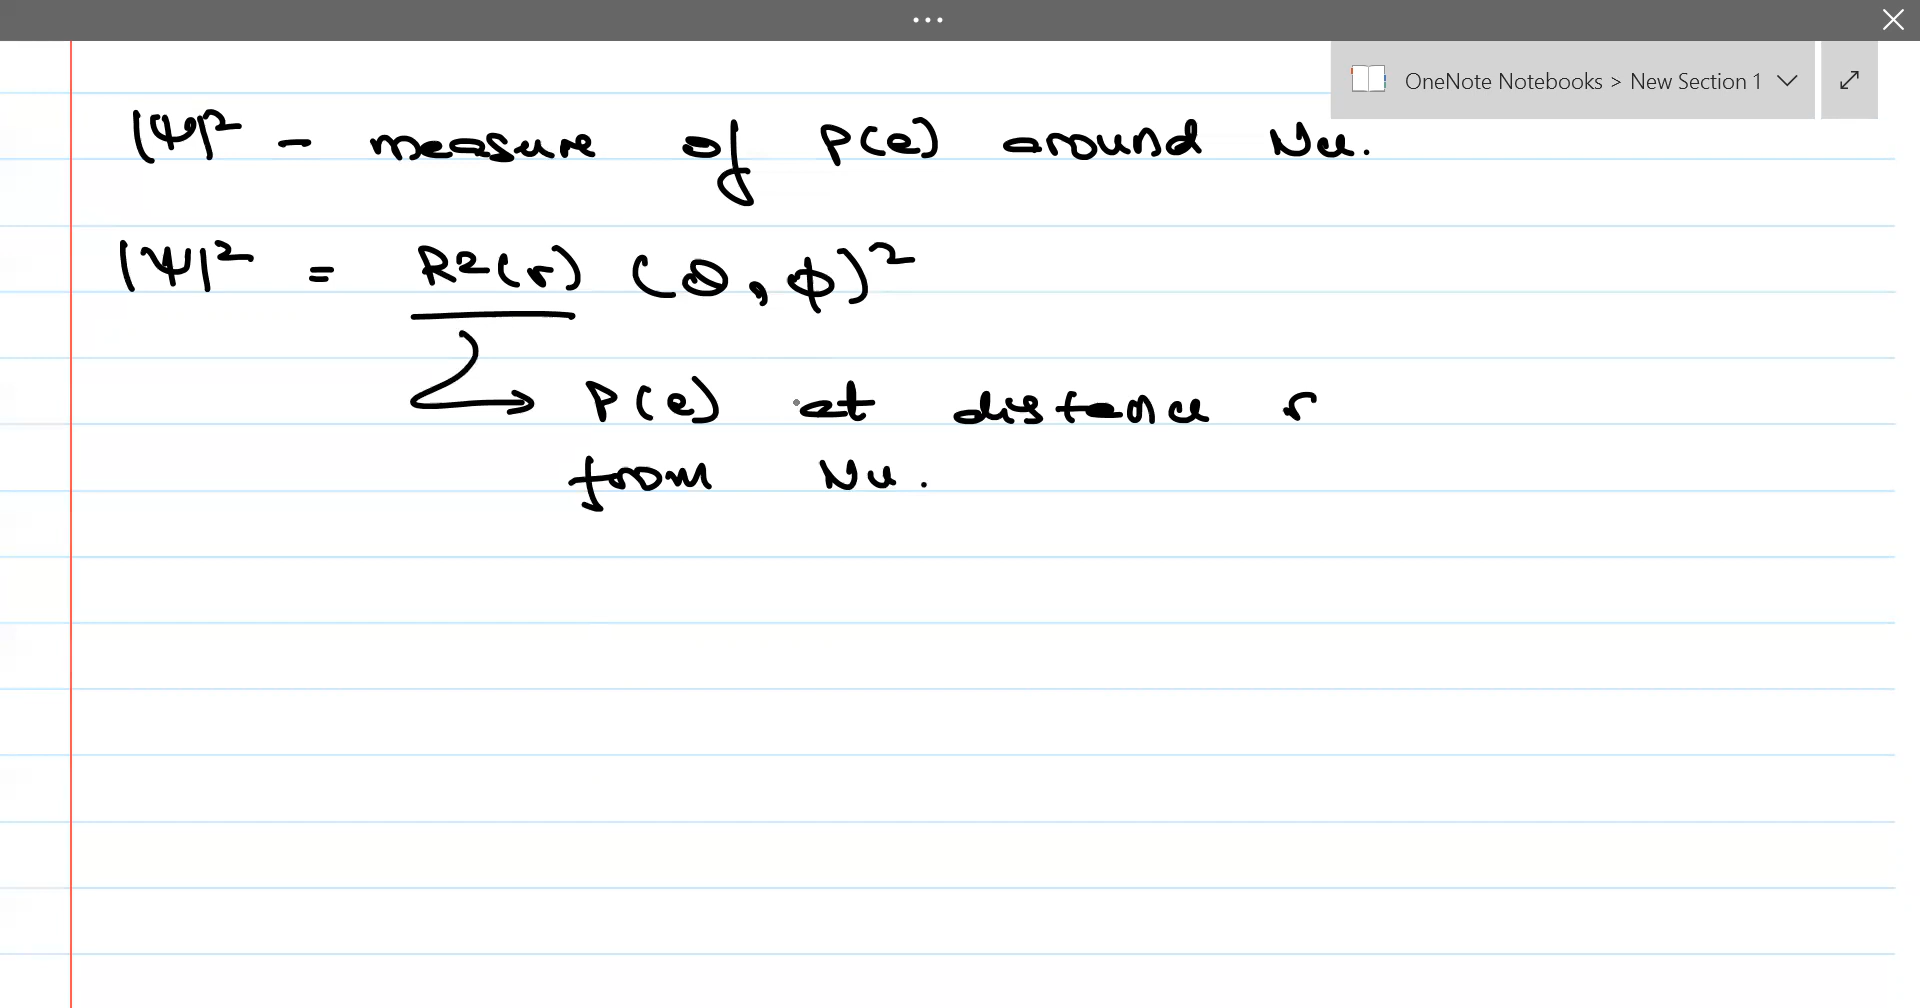 ...
OneNote Notebooks > New Section 1
|Ψ|² - measure of P(e) around Nu.
|Ψ|² = R2(r) (θ, φ)²
P(e) at distance r
from Nu.